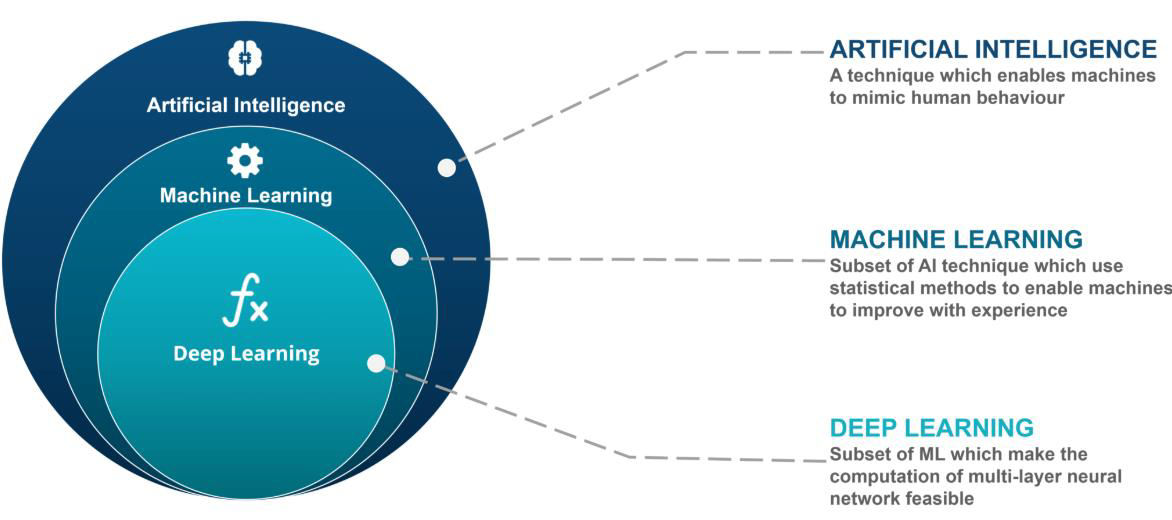 Artificial Intelligence
Machine Learning
fx
Deep Learning
ARTIFICIAL INTELLIGENCE
A technique which enables machines
to mimic human behaviour
MACHINE LEARNING
Subset of AI technique which use
statistical methods to enable machines
to improve with experience
DEEP LEARNING
Subset of ML which make the
computation of multi-layer neural
network feasible